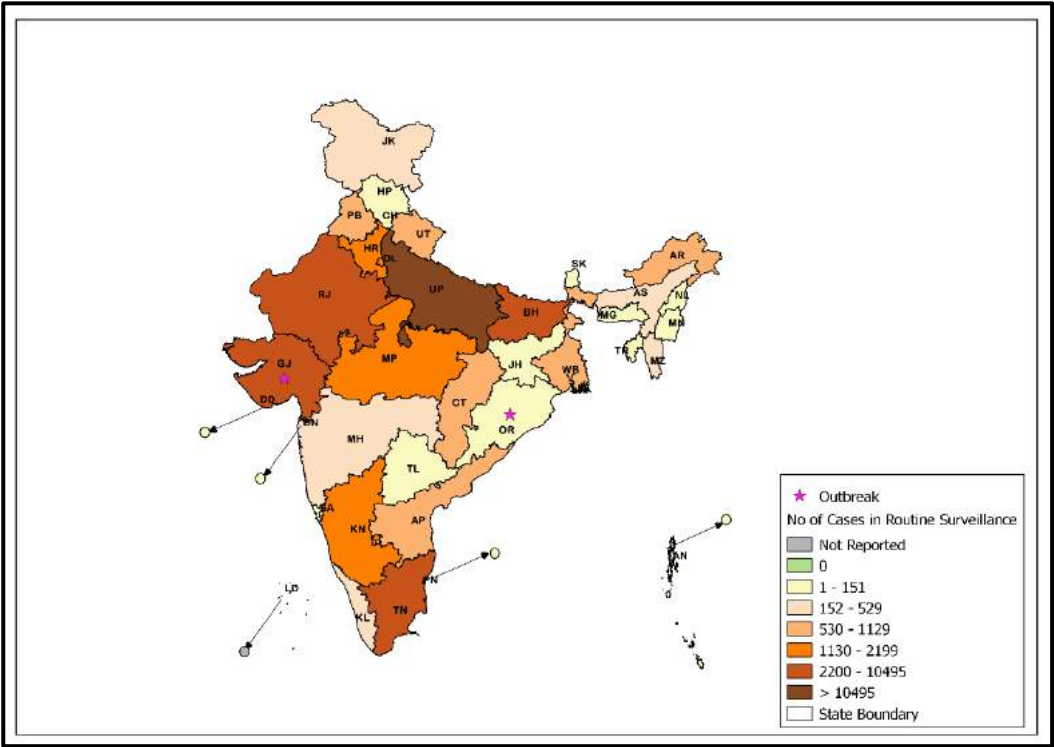 JK
HP
CH
PB
UT
HR
DL
AR
SK
UP
RJ
AS
NL
BH
MG
MN
GJ
MP
TR
JH
MZ
WB
CT
DD
DN
OR
MH
TL
GA
KN
AP
AN
PN
LD
KL
TN
Outbreak
No of Cases in Routine Surveillance
Not Reported
0
1 - 151
152 - 529
530 - 1129
1130 - 2199
2200 - 10495
> 10495
State Boundary